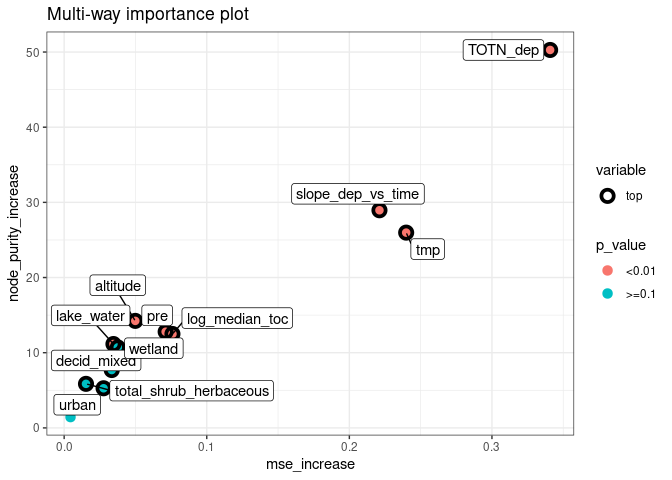 Multi-way importance plot
node_purity_increase
50
40
30
20
10
0
TOTN_dep
slope_dep_vs_time
tmp
altitude
lake_water
pre
log_median_toc
wetland
decid_mixed
total_shrub_herbaceous
urban
0.0
0.1
0.2
0.3
mse_increase
variable
top
p_value
<0.01
>=0.1